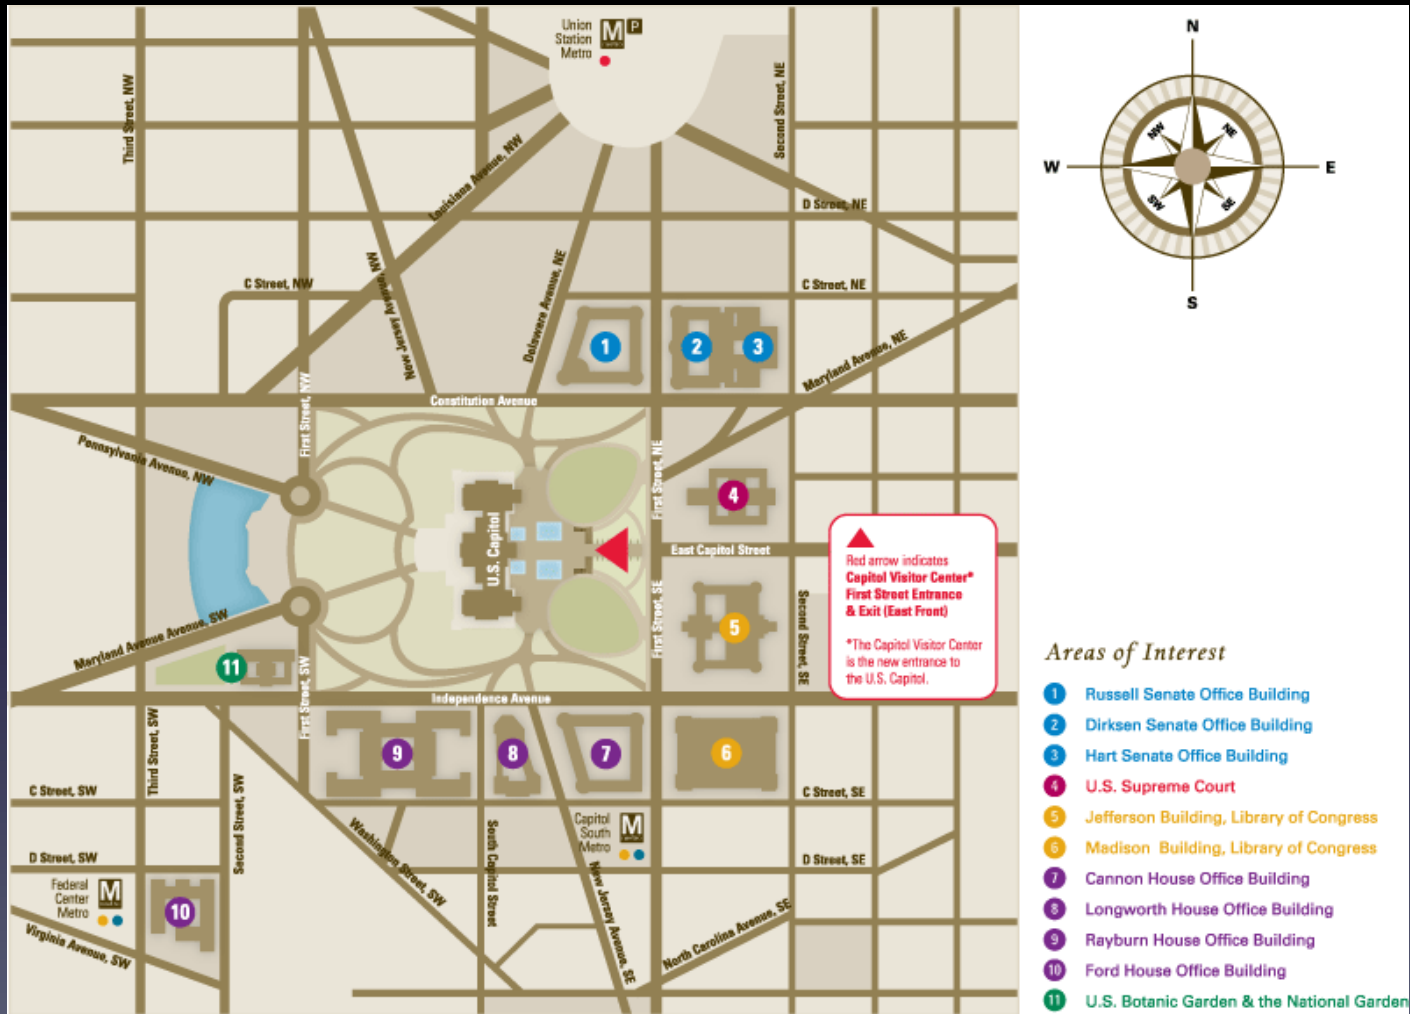 Union
Station
Metro
M
P
Third Street, NW
Second Street, NE
Louisiana Avenue, NW
D Street, NE
New Jersey Avenue, NW
Delaware Avenue, NE
C Street, NW
C Street, NE
1
2
3
Maryland Avenue, NE
First Street, NW
Constitution Avenue
Pennsylvania Avenue, NW
First Street, NE
4
U.S. Capitol
East Capitol Street
First Street, SE
5
Second Street, SE
Maryland Avenue Avenue, SW
11
First Street, SW
Independence Avenue
Third Street, SW
9
8
7
6
C Street, SW
C Street, SE
Second Street, SW
Washington Street, SW
South Capitol Street
Capitol
South
Metro
M
D Street, SW
D Street, SE
New Jersey Avenue, SE
Federal
Center
Metro
M
10
Virginia Avenue, SW
North Carolina Avenue, SE
Red arrow indicates
Capitol Visitor Center*
First Street Entrance
& Exit (East Front)
*The Capitol Visitor Center
is the new entrance to
the U.S. Capitol.
N
NW
NE
W
E
SW
SE
S
Areas of Interest
1 Russell Senate Office Building
2 Dirksen Senate Office Building
3 Hart Senate Office Building
4 U.S. Supreme Court
5 Jefferson Building, Library of Congress
6 Madison Building, Library of Congress
7 Cannon House Office Building
8 Longworth House Office Building
9 Rayburn House Office Building
10 Ford House Office Building
11 U.S. Botanic Garden & the National Garden